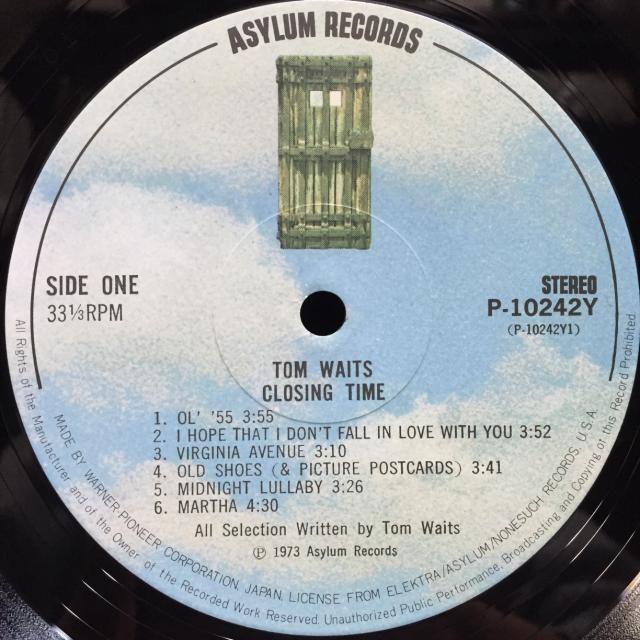 ASYLUM RECORDS
SIDE ONE
33⅓RPM
STEREO
P-10242Y
(P-10242Y1)
TOM WAITS
CLOSING TIME
1. OL' '55 3:55
2. I HOPE THAT I DON'T FALL IN LOVE WITH YOU 3:52
3. VIRGINIA AVENUE 3:10
4. OLD SHOES (& PICTURE POSTCARDS) 3:41
5. MIDNIGHT LULLABY 3:26
6. MARTHA 4:30
All Selection Written by Tom Waits
℗ 1973 Asylum Records
MADE BY WARNER-PIONEER CORPORATION, JAPAN. LICENSE FROM ELEKTRA/ASYLUM/NONESUCH RECORDS, U.S.A.
All Rights of the Manufacturer and of the Owner of the Recorded Work Reserved. Unauthorized Public Performance, Broadcasting and Copying of this Record Prohibited.